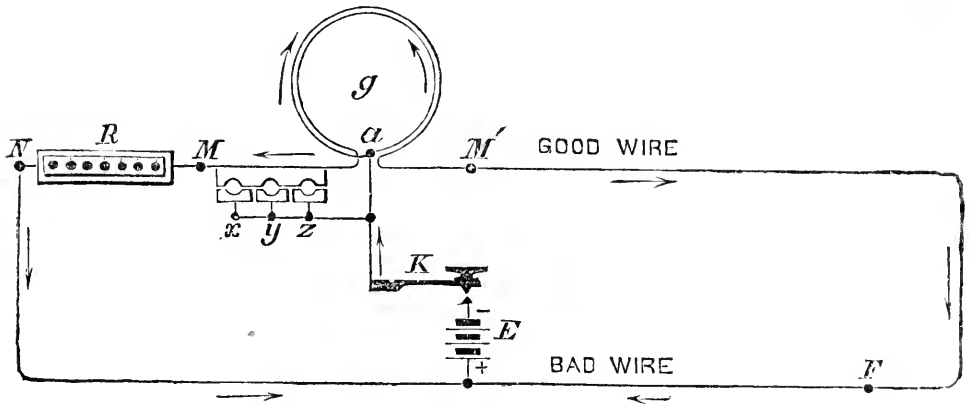 g
a
N R M M′ GOOD WIRE
x y z
K
− E
+ BAD WIRE F